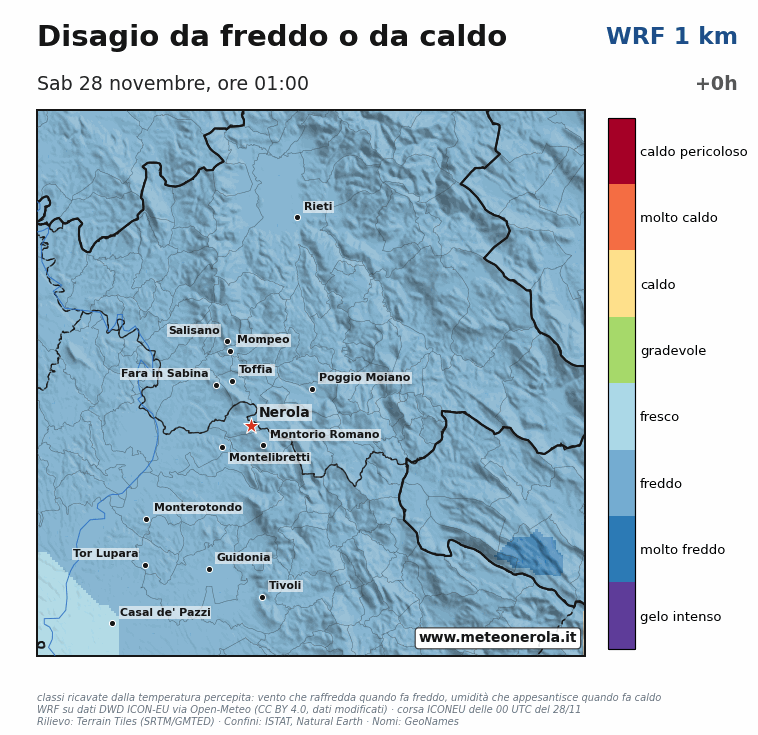 Disagio da freddo o da caldo
WRF 1 km
Sab 28 novembre, ore 01:00
+0h
caldo pericoloso
molto caldo
caldo
gradevole
fresco
freddo
molto freddo
gelo intenso
Rieti
Salisano
Mompeo
Toffia
Fara in Sabina
Poggio Moiano
Nerola
Montorio Romano
Montelibretti
Monterotondo
Tor Lupara
Guidonia
Tivoli
Casal de' Pazzi
www.meteonerola.it
classi ricavate dalla temperatura percepita: vento che raffredda quando fa freddo, umidità che appesantisce quando fa caldo
WRF su dati DWD ICON-EU via Open-Meteo (CC BY 4.0, dati modificati) · corsa ICONEU delle 00 UTC del 28/11
Rilievo: Terrain Tiles (SRTM/GMTED) · Confini: ISTAT, Natural Earth · Nomi: GeoNames